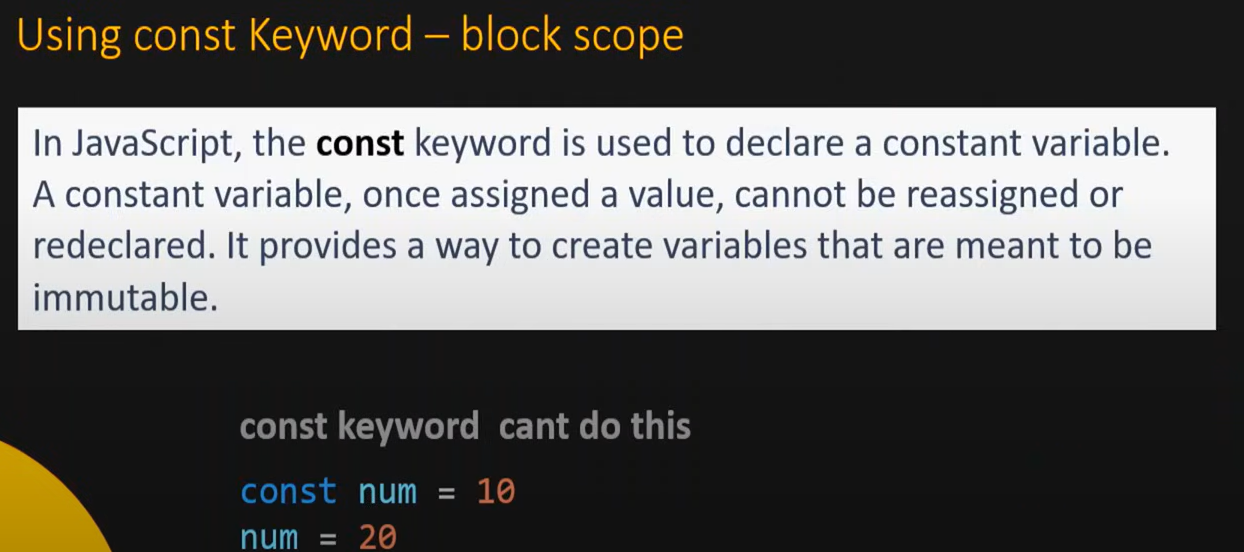 Using const Keyword – block scope
In JavaScript, the const keyword is used to declare a constant variable.
A constant variable, once assigned a value, cannot be reassigned or
redeclared. It provides a way to create variables that are meant to be
immutable.
const keyword cant do this
const num = 10
num = 20